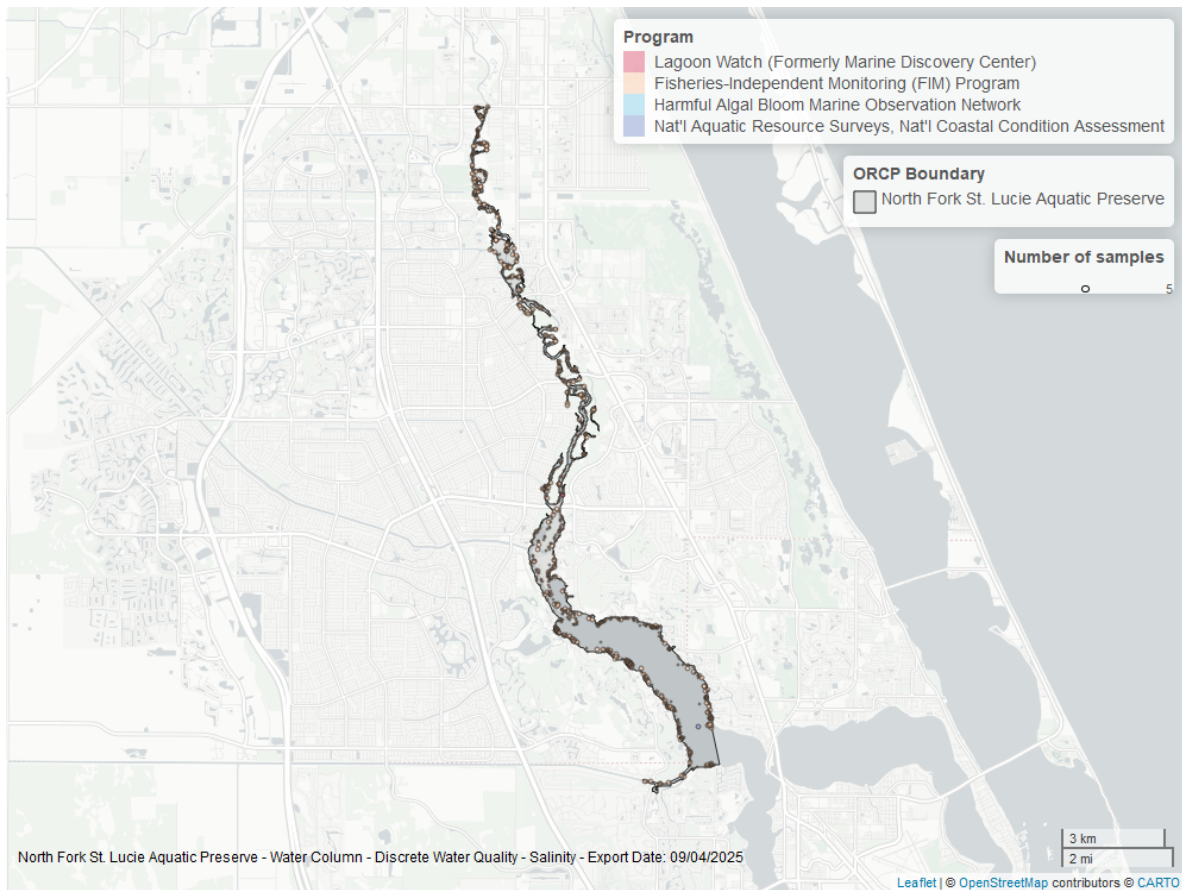 Program
Lagoon Watch (Formerly Marine Discovery Center)
Fisheries-Independent Monitoring (FIM) Program
Harmful Algal Bloom Marine Observation Network
Nat'l Aquatic Resource Surveys, Nat'l Coastal Condition Assessment
ORCP Boundary
North Fork St. Lucie Aquatic Preserve
Number of samples
5
3 km
2 mi
North Fork St. Lucie Aquatic Preserve - Water Column - Discrete Water Quality - Salinity - Export Date: 09/04/2025
Leaflet | © OpenStreetMap contributors © CARTO